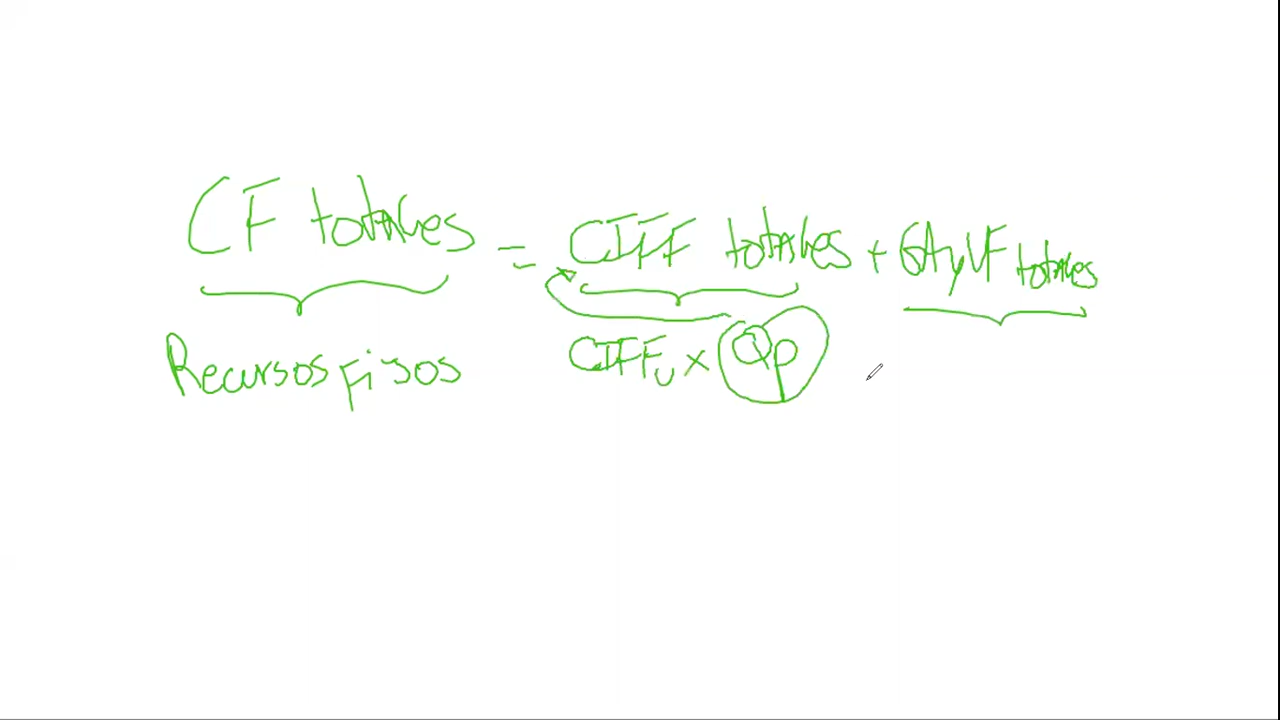 CF totales = CIFF totales + GAyVF totales
Recursos Fijos CIFFu x Qp